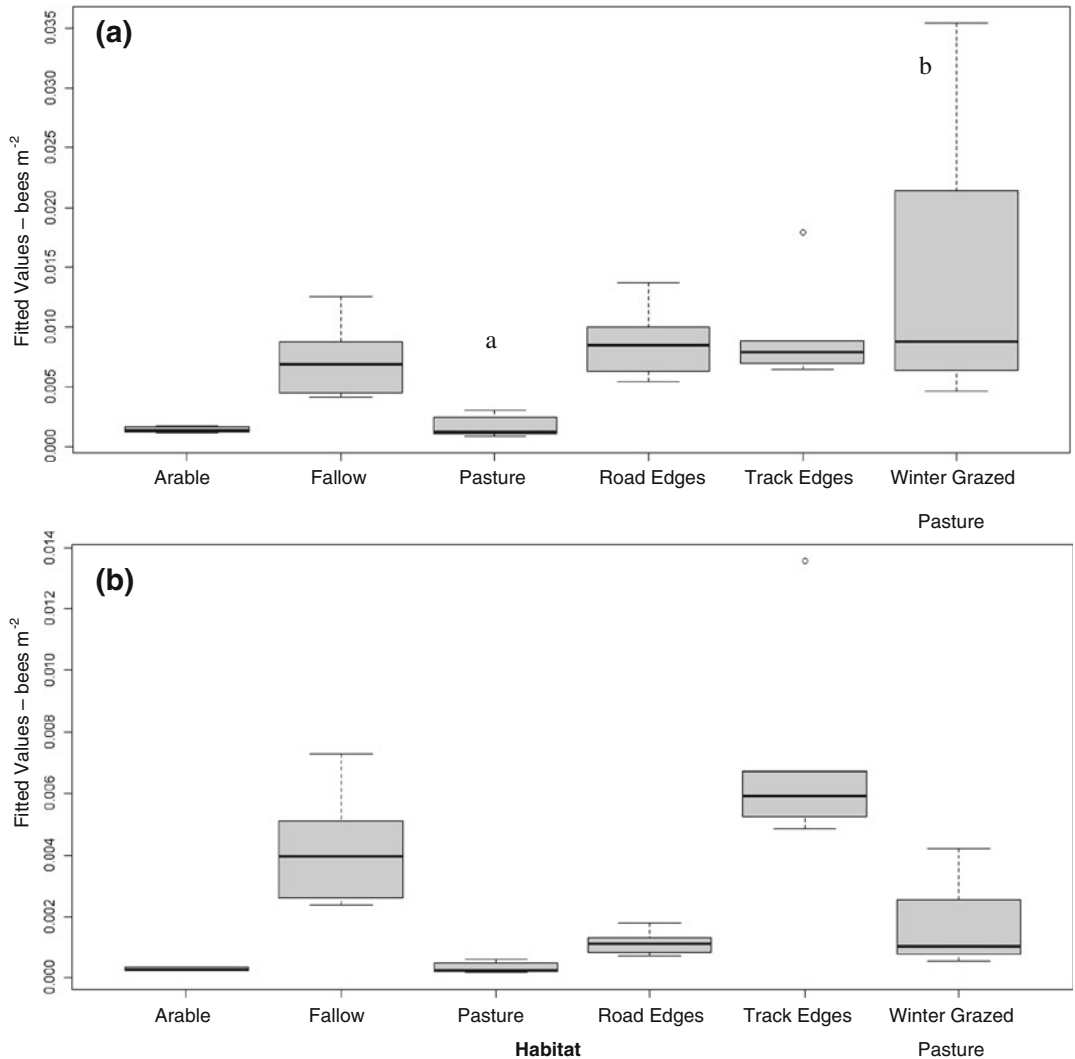 (a)
b
a
Fitted Values – bees m⁻²
0.035
0.030
0.025
0.020
0.015
0.010
0.005
0.000
Arable Fallow Pasture Road Edges Track Edges Winter Grazed
Pasture
(b)
Fitted Values – bees m⁻²
0.014
0.012
0.010
0.008
0.006
0.004
0.002
0.000
Arable Fallow Pasture Road Edges Track Edges Winter Grazed
Habitat Pasture